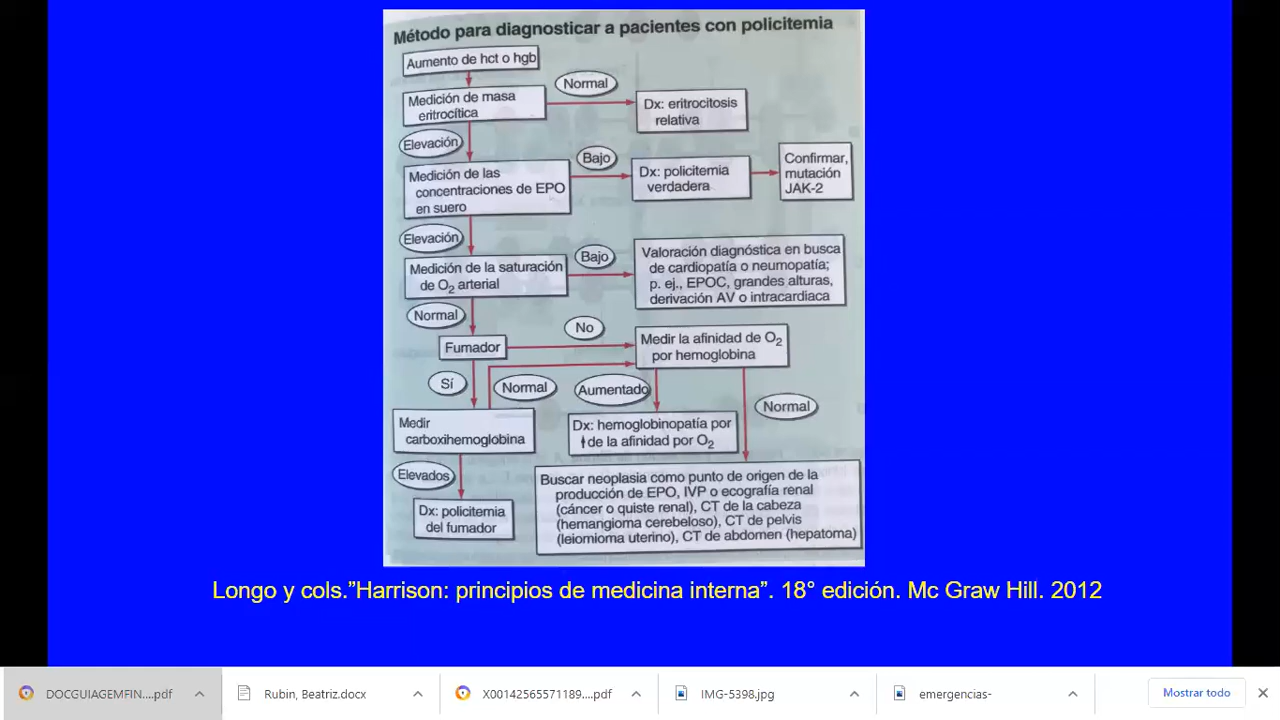 Método para diagnosticar a pacientes con policitemia
Aumento de hct o hgb
Medición de masa
eritrocítica
Normal
Dx: eritrocitosis
relativa
Elevación
Medición de las
concentraciones de EPO
en suero
Bajo
Dx: policitemia
verdadera
Confirmar,
mutación
JAK-2
Elevación
Medición de la saturación
de O2 arterial
Bajo
Valoración diagnóstica en busca
de cardiopatía o neumopatía;
p. ej., EPOC, grandes alturas,
derivación AV o intracardiaca
Normal
Fumador
No
Medir la afinidad de O2
por hemoglobina
Sí
Normal
Aumentado
Normal
Medir
carboxihemoglobina
Dx: hemoglobinopatía por
↑ de la afinidad por O2
Elevados
Dx: policitemia
del fumador
Buscar neoplasia como punto de origen de la
producción de EPO, IVP o ecografía renal
(cáncer o quiste renal), CT de la cabeza
(hemangioma cerebeloso), CT de pelvis
(leiomioma uterino), CT de abdomen (hepatoma)
Longo y cols.”Harrison: principios de medicina interna”. 18° edición. Mc Graw Hill. 2012
DOCGUIAGEMFIN....pdf
Rubin, Beatriz.docx
X00142565571189....pdf
IMG-5398.jpg
emergencias-
Mostrar todo